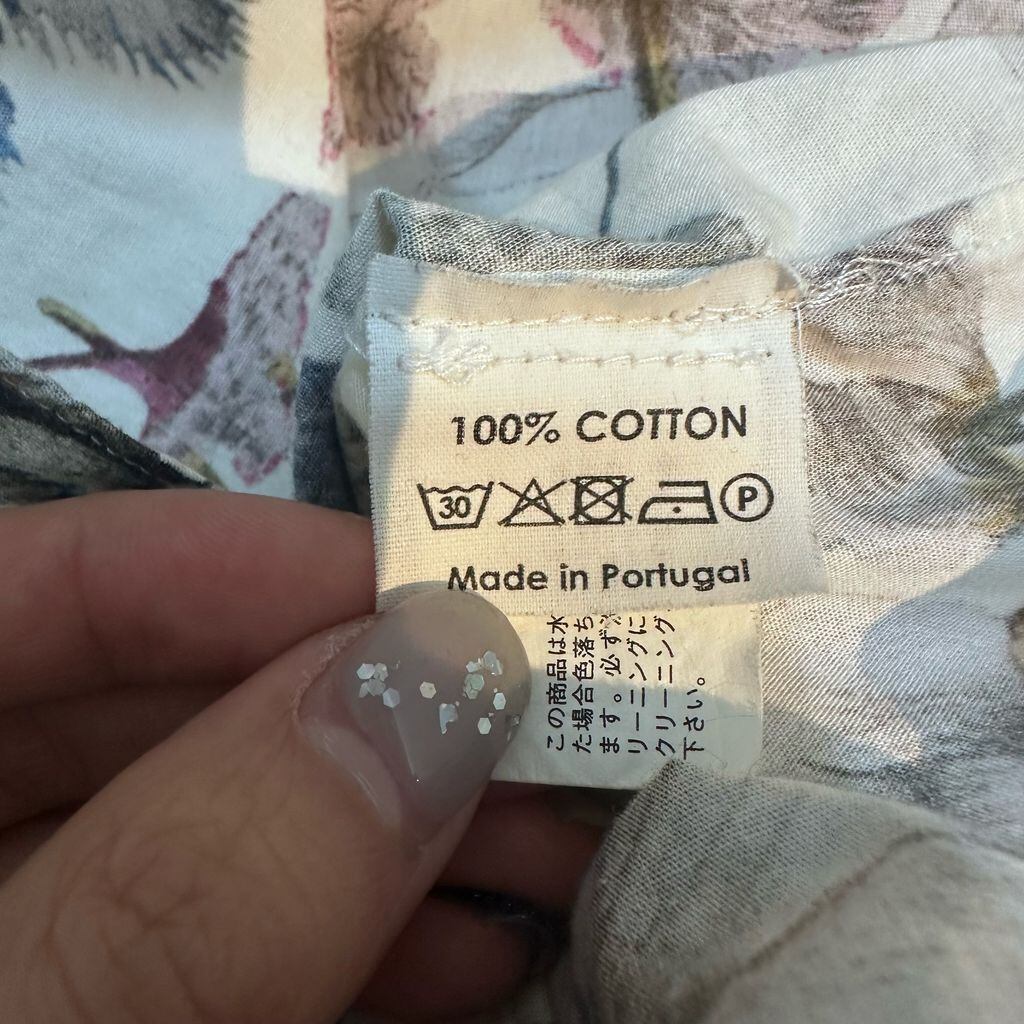 100% COTTON
30
P
Made in Portugal
この商品は水
た場合色落ち
ます。必ず
リーニングに
クリーニング
下さい。